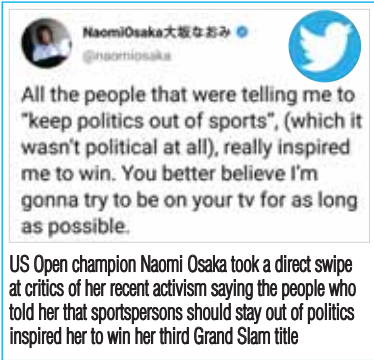 NaomiOsaka大坂なおみ
@naomiosaka
All the people that were telling me to
"keep politics out of sports", (which it
wasn't political at all), really inspired
me to win. You better believe I'm
gonna try to be on your tv for as long
as possible.
US Open champion Naomi Osaka took a direct swipe
at critics of her recent activism saying the people who
told her that sportspersons should stay out of politics
inspired her to win her third Grand Slam title